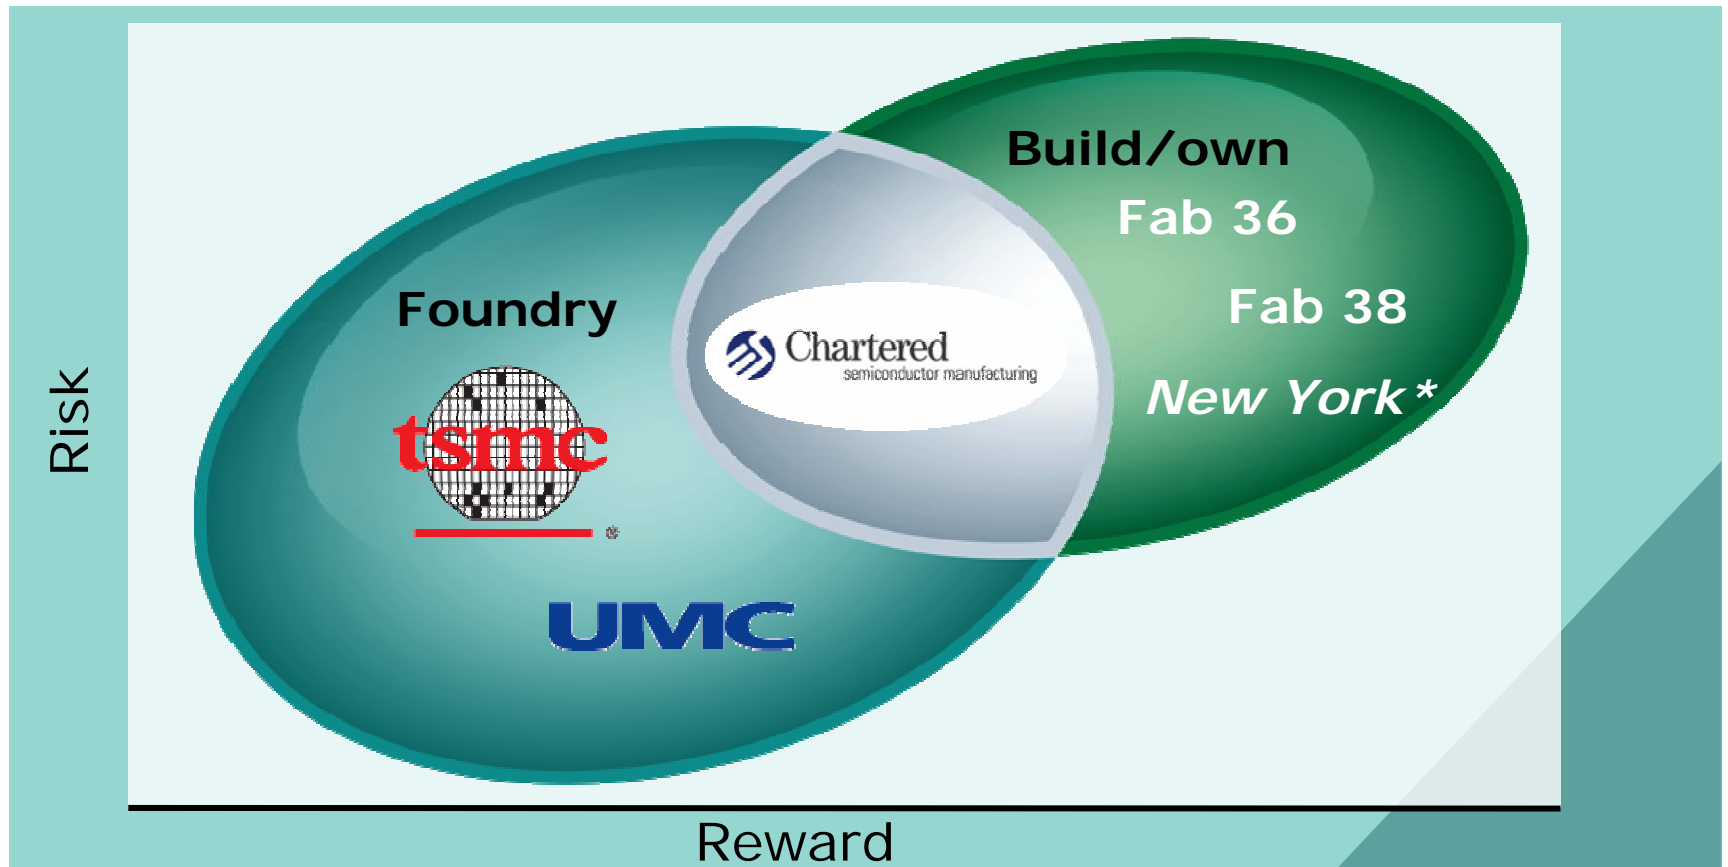 Build/own
Fab 36
Fab 38
New York*
Foundry
Chartered
semiconductor manufacturing
tsmc
®
UMC
Risk
Reward